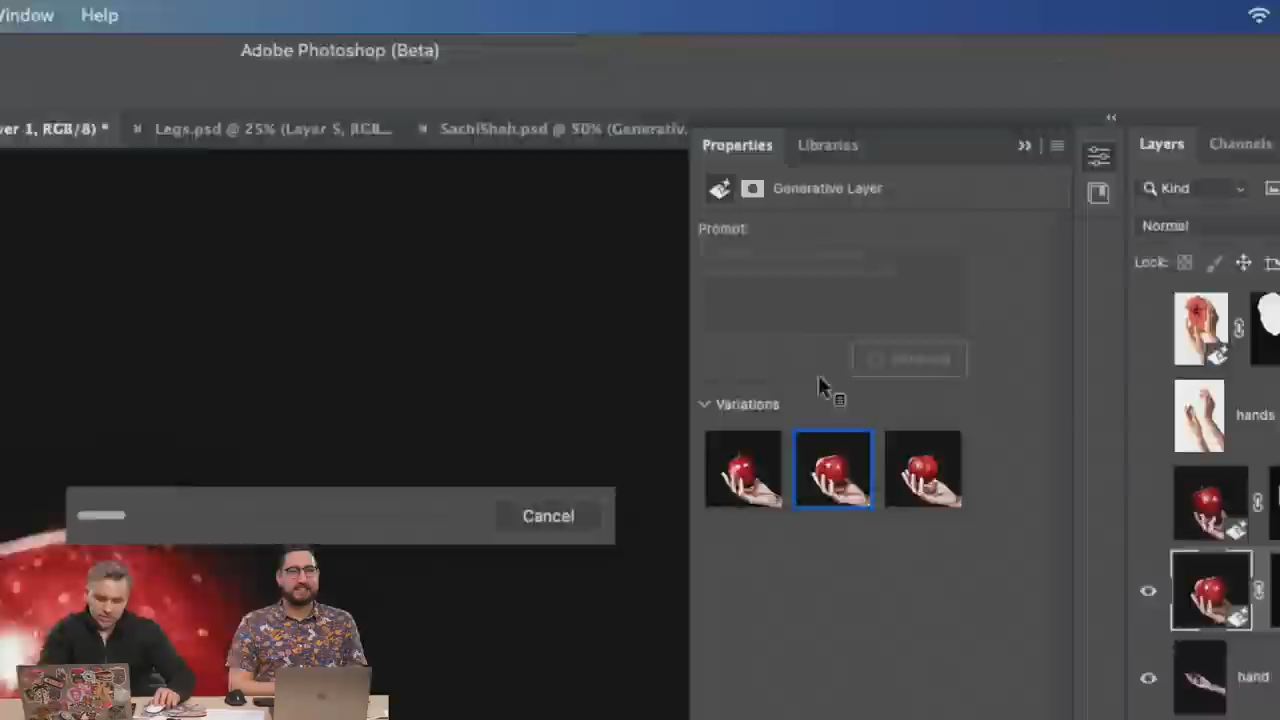 Window Help
Adobe Photoshop (Beta)
yer 1, RGB/8) * × Legs.psd @ 25% (Layer 5, RGB... × SachiShah.psd @ 50% (Generativ.
Properties Libraries
Layers Channels
Generative Layer
Kind
Prompt:
Normal
Lock:
Variations
hands
Cancel
hand